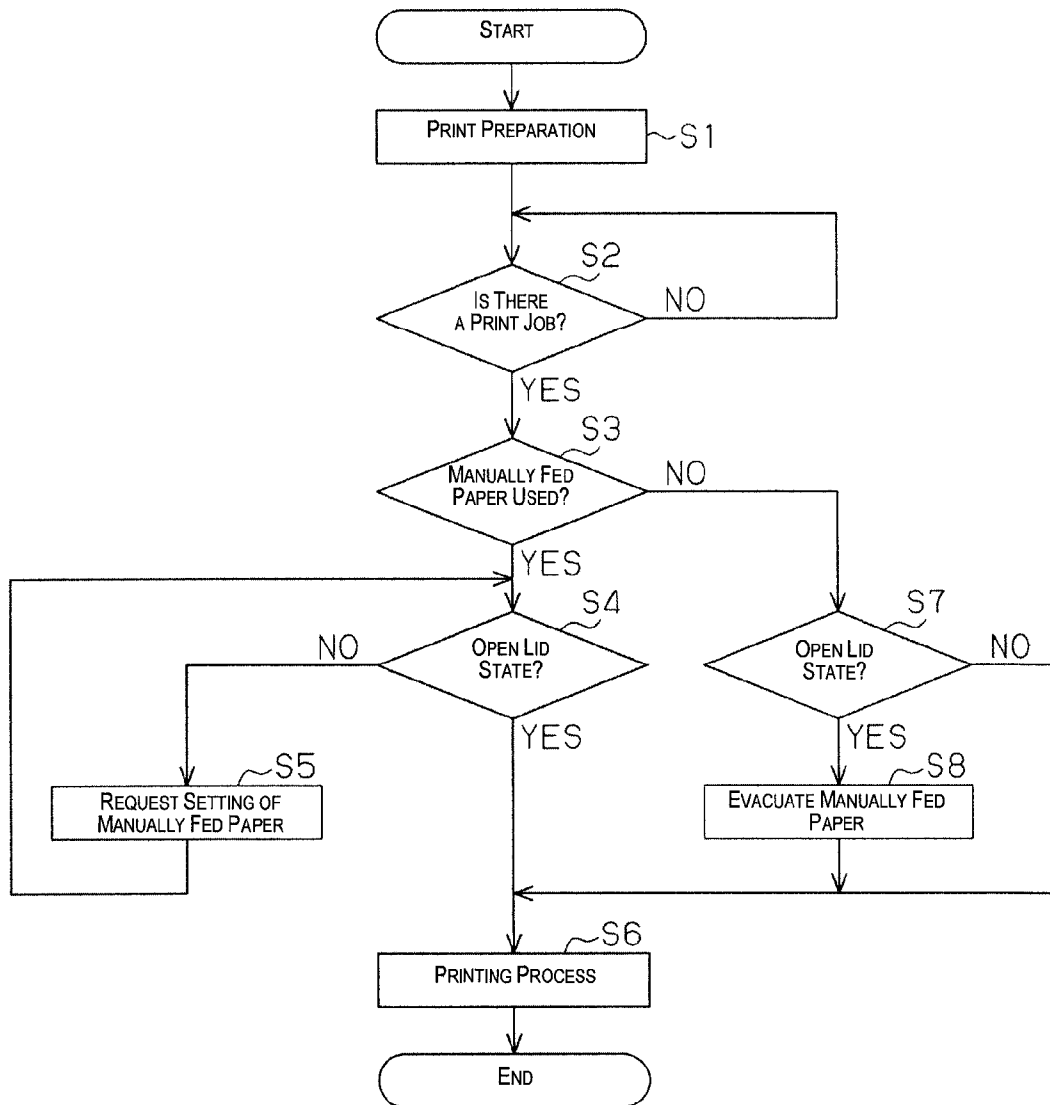 START
PRINT PREPARATION
S1
S2
IS THERE
A PRINT JOB?
NO
YES
S3
MANUALLY FED
PAPER USED?
NO
YES
S4
OPEN LID
STATE?
NO
YES
S7
OPEN LID
STATE?
NO
YES
S5
REQUEST SETTING OF
MANUALLY FED PAPER
S8
EVACUATE MANUALLY FED
PAPER
S6
PRINTING PROCESS
END